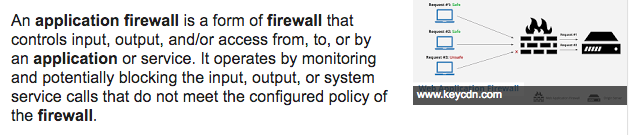 An application firewall is a form of firewall that
controls input, output, and/or access from, to, or by
an application or service. It operates by monitoring
and potentially blocking the input, output, or system
service calls that do not meet the configured policy of
the firewall.
Request #1: Safe
Request #2: Safe
Request #3: Unsafe
Request #1
Request #2
Web Application Firewall
www.keycdn.com